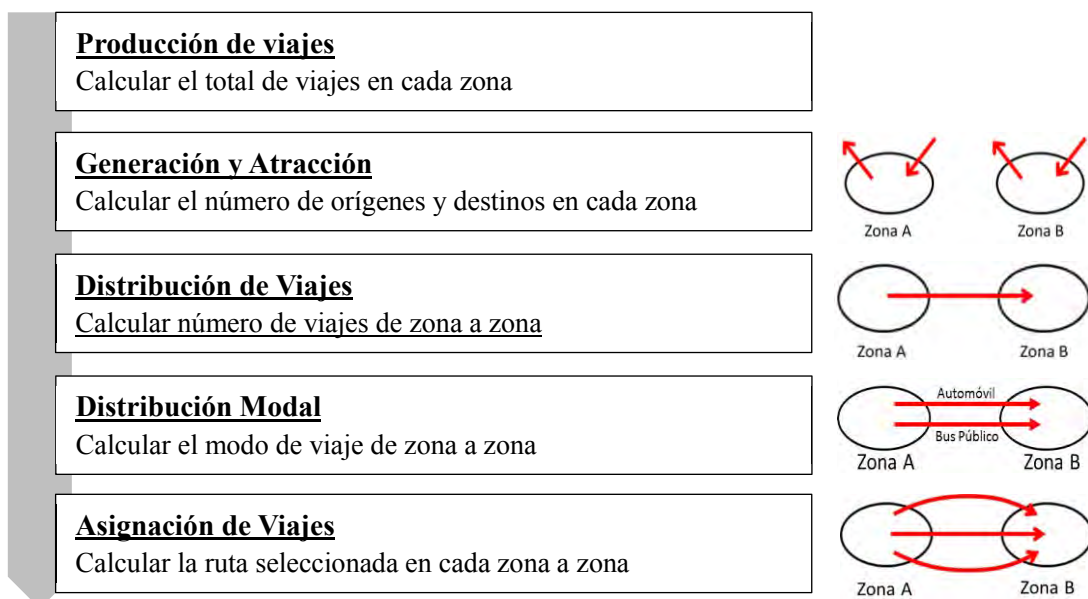 Producción de viajes
Calcular el total de viajes en cada zona
Generación y Atracción
Calcular el número de orígenes y destinos en cada zona
Zona A
Zona B
Distribución de Viajes
Calcular número de viajes de zona a zona
Zona A
Zona B
Distribución Modal
Calcular el modo de viaje de zona a zona
Automóvil
Bus Público
Zona A
Zona B
Asignación de Viajes
Calcular la ruta seleccionada en cada zona a zona
Zona A
Zona B